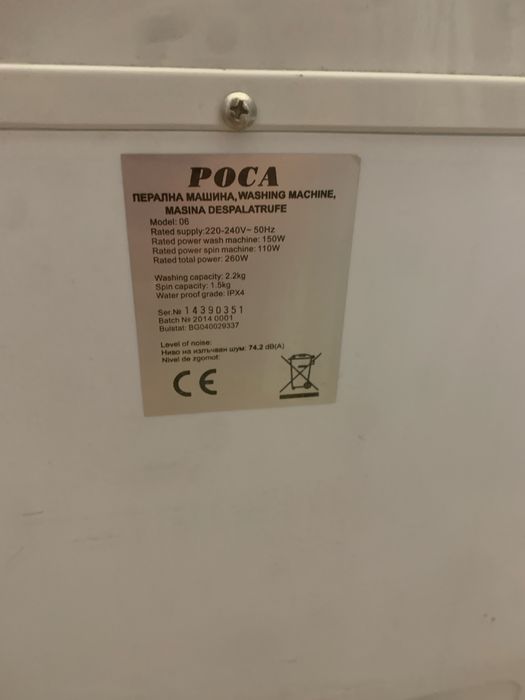 РОСА
ПЕРАЛНА МАШИНА, WASHING MACHINE,
MASINA DESPALATRUFE
Model: 06
Rated supply:220-240V~ 50Hz
Rated power wash machine: 150W
Rated power spin machine: 110W
Rated total power: 260W
Washing capacity: 2.2kg
Spin capacity: 1.5kg
Water proof grade: IPX4
Ser.№ 14390351
Batch № 2014 0001
Bulstat: BG040029337
Level of noise:
Ниво на излъчван шум: 74.2 dB(A)
Nivel de zgomot:
CE